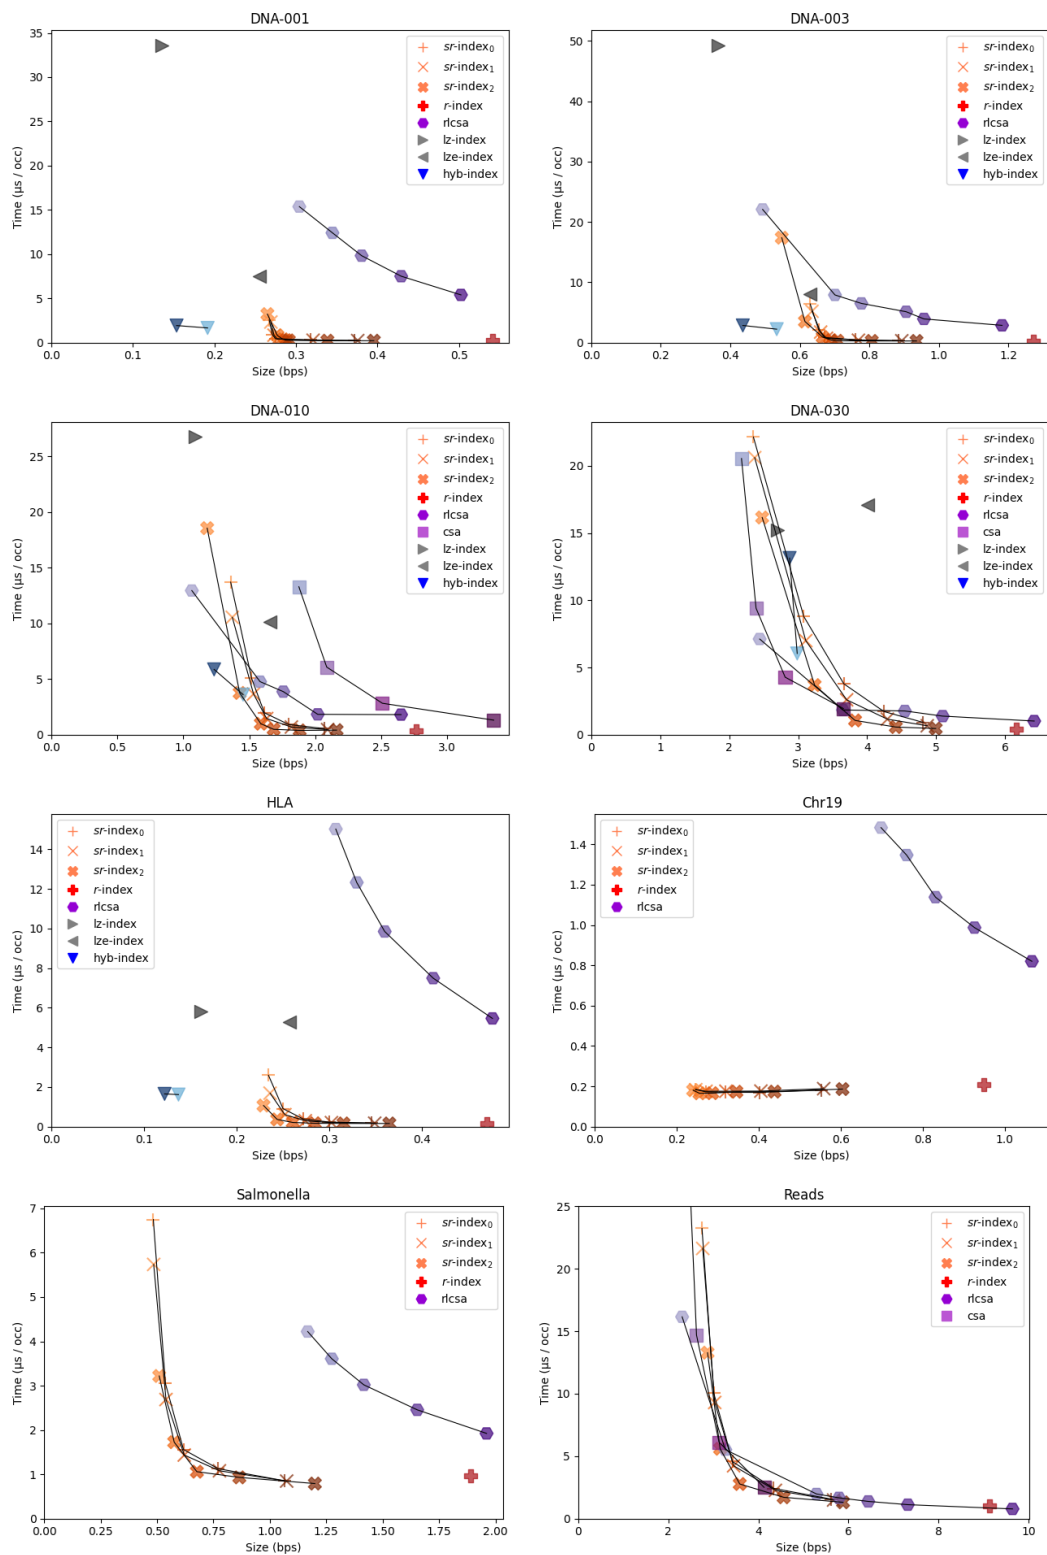 DNA-001
Time (µs / occ)
35
30
25
20
15
10
5
0
0.0 0.1 0.2 0.3 0.4 0.5
Size (bps)
sr-index0
sr-index1
sr-index2
r-index
rlcsa
lz-index
lze-index
hyb-index
DNA-003
Time (µs / occ)
50
40
30
20
10
0
0.0 0.2 0.4 0.6 0.8 1.0 1.2
Size (bps)
sr-index0
sr-index1
sr-index2
r-index
rlcsa
lz-index
lze-index
hyb-index
DNA-010
Time (µs / occ)
25
20
15
10
5
0
0.0 0.5 1.0 1.5 2.0 2.5 3.0
Size (bps)
sr-index0
sr-index1
sr-index2
r-index
rlcsa
csa
lz-index
lze-index
hyb-index
DNA-030
Time (µs / occ)
20
15
10
5
0
0 1 2 3 4 5 6
Size (bps)
sr-index0
sr-index1
sr-index2
r-index
rlcsa
csa
lz-index
lze-index
hyb-index
HLA
Time (µs / occ)
14
12
10
8
6
4
2
0
0.0 0.1 0.2 0.3 0.4
Size (bps)
sr-index0
sr-index1
sr-index2
r-index
rlcsa
lz-index
lze-index
hyb-index
Chr19
Time (µs / occ)
1.4
1.2
1.0
0.8
0.6
0.4
0.2
0.0
0.0 0.2 0.4 0.6 0.8 1.0
Size (bps)
sr-index0
sr-index1
sr-index2
r-index
rlcsa
Salmonella
Time (µs / occ)
7
6
5
4
3
2
1
0
0.00 0.25 0.50 0.75 1.00 1.25 1.50 1.75 2.00
Size (bps)
sr-index0
sr-index1
sr-index2
r-index
rlcsa
Reads
Time (µs / occ)
25
20
15
10
5
0
0 2 4 6 8 10
Size (bps)
sr-index0
sr-index1
sr-index2
r-index
rlcsa
csa